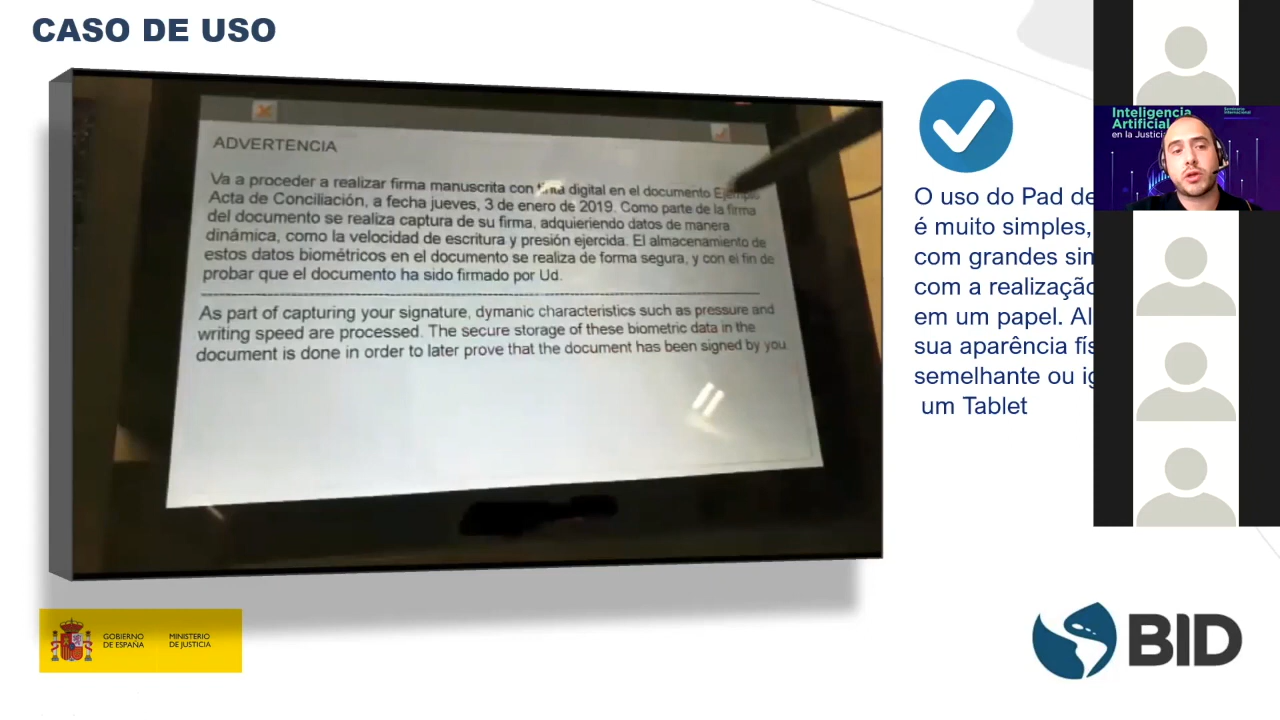 CASO DE USO
ADVERTENCIA
Va a proceder a realizar firma manuscrita con tinta digital en el documento Ejemplo
Acta de Conciliación, a fecha jueves, 3 de enero de 2019. Como parte de la firma
del documento se realiza captura de su firma, adquieriendo datos de manera
dinámica, como la velocidad de escritura y presión ejercida. El almacenamiento de
estos datos biométricos en el documento se realiza de forma segura, y con el fin de
probar que el documento ha sido firmado por Ud.
As part of capturing your signature, dymanic characteristics such as pressure and
writing speed are processed. The secure storage of these biometric data in the
document is done in order to later prove that the document has been signed by you
O uso do Pad de
é muito simples,
com grandes
com a realização
em um papel.
sua aparência
semelhante ou
um Tablet
Inteligencia
Artificial
en la Justicia
Seminario
Internacional
GOBIERNO
DE ESPAÑA
MINISTERIO
DE JUSTICIA
BID